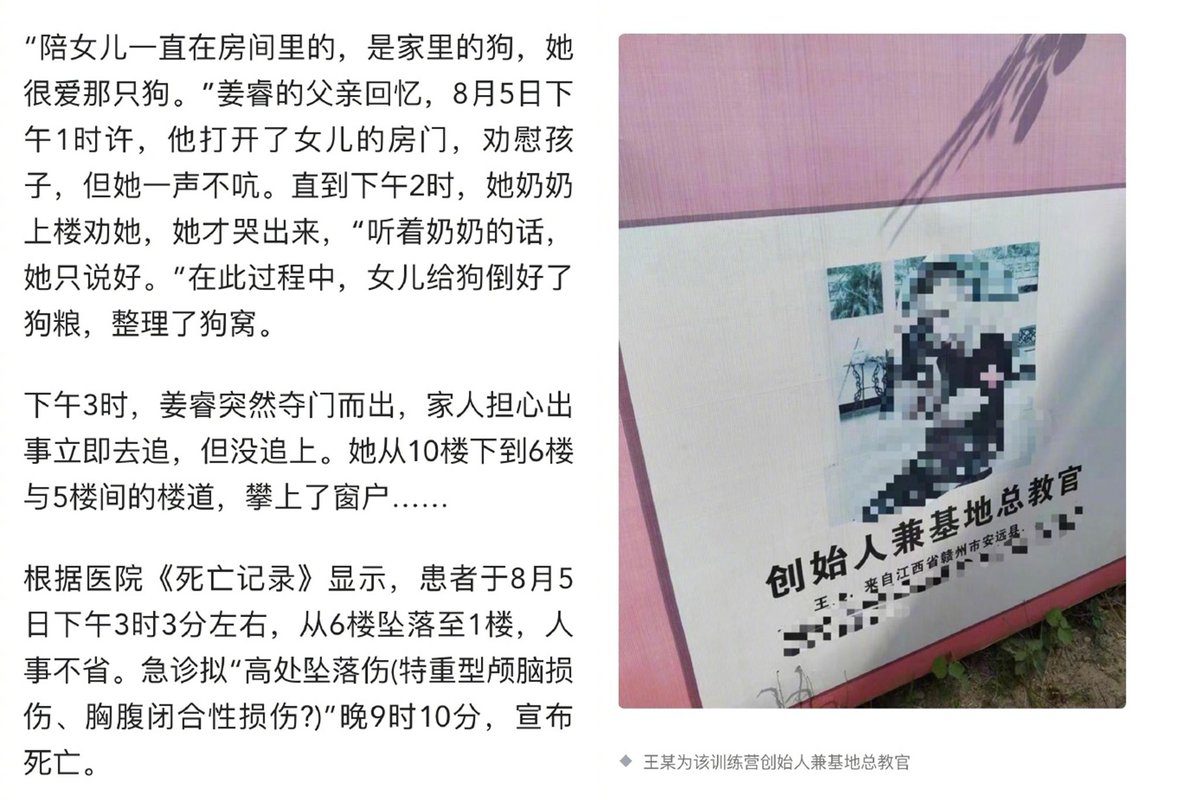 “陪女儿一直在房间里的，是家里的狗，她
很爱那只狗。”姜睿的父亲回忆，8月5日下
午1时许，他打开了女儿的房门，劝慰孩
子，但她一声不吭。直到下午2时，她奶奶
上楼劝她，她才哭出来，“听着奶奶的话，
她只说好。”在此过程中，女儿给狗倒好了
狗粮，整理了狗窝。
下午3时，姜睿突然夺门而出，家人担心出
事立即去追，但没追上。她从10楼下到6楼
与5楼间的楼道，攀上了窗户……
根据医院《死亡记录》显示，患者于8月5
日下午3时3分左右，从6楼坠落至1楼，人
事不省。急诊拟“高处坠落伤(特重型颅脑损
伤、胸腹闭合性损伤?)”晚9时10分，宣布
死亡。
创始人兼基地总教官
王 来自江西省赣州市安远县
◆ 王某为该训练营创始人兼基地总教官